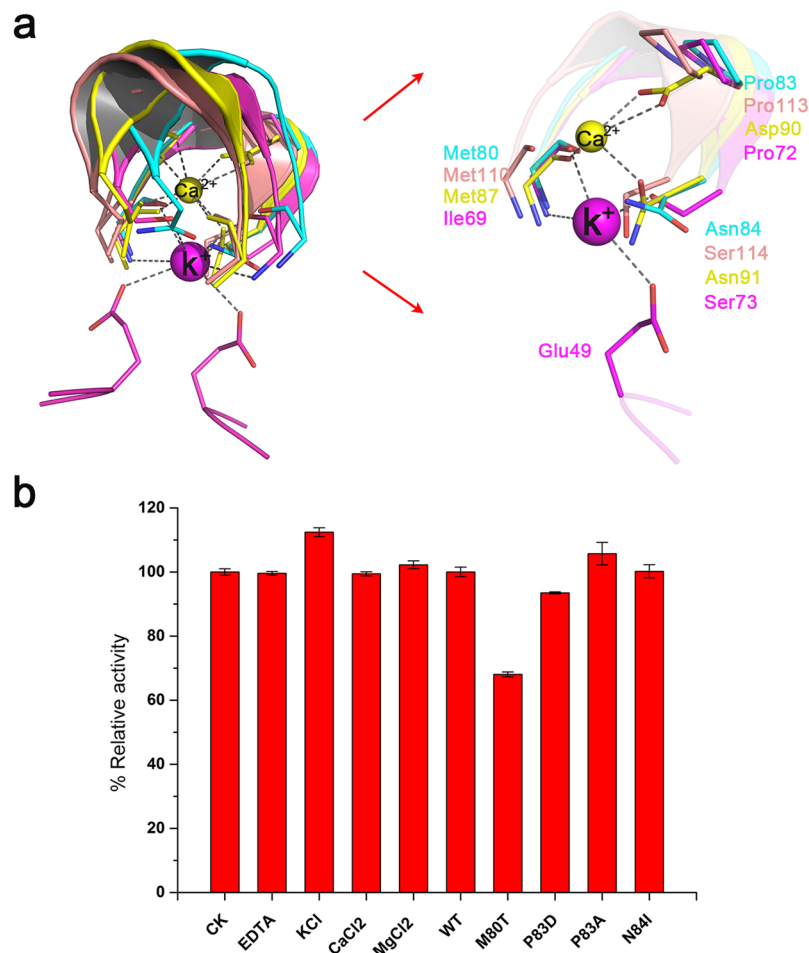 a
Ca2+
k+
Ca2+
k+
Pro83
Pro113
Asp90
Pro72
Met80
Met110
Met87
Ile69
Asn84
Ser114
Asn91
Ser73
Glu49
b
% Relative activity
120
100
80
60
40
20
0
CK
EDTA
KCl
CaCl2
MgCl2
WT
M80T
P83D
P83A
N84I